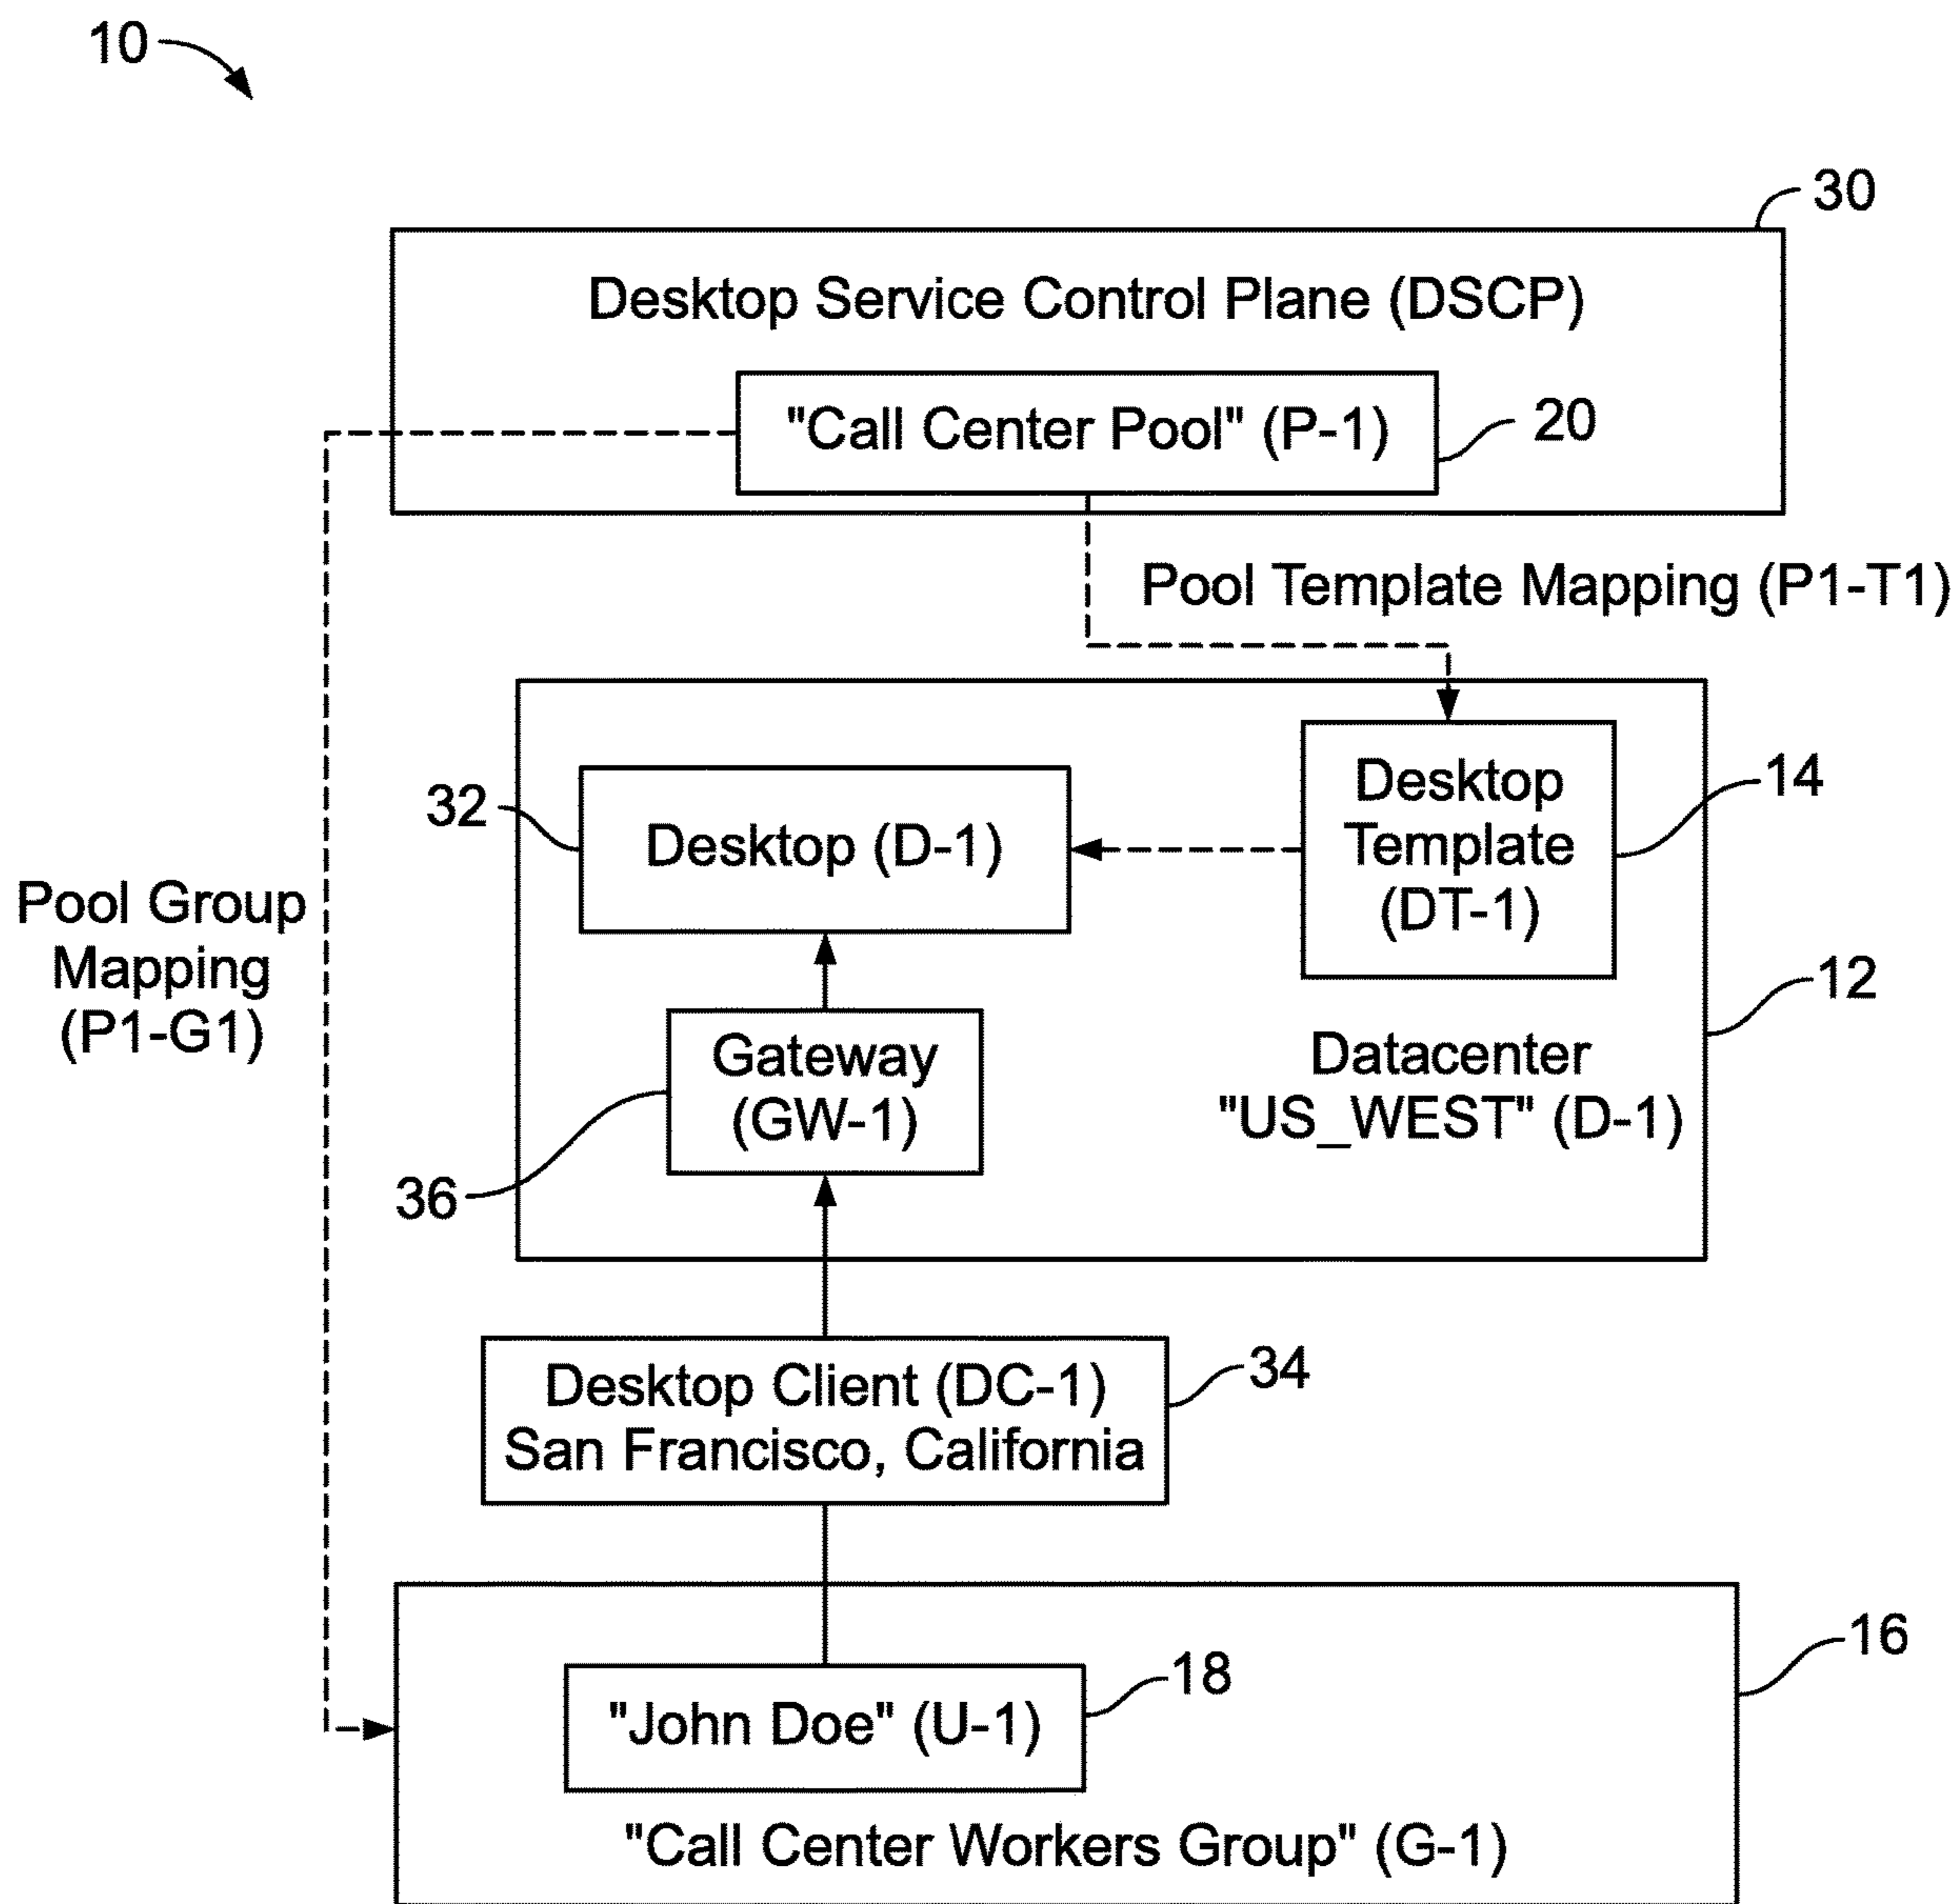 10
30
Desktop Service Control Plane (DSCP)
"Call Center Pool" (P-1)
20
Pool Template Mapping (P1-T1)
32
Desktop (D-1)
Desktop
Template
(DT-1)
14
Pool Group
Mapping
(P1-G1)
12
Gateway
(GW-1)
Datacenter
"US_WEST" (D-1)
36
Desktop Client (DC-1)
San Francisco, California
34
16
18
"John Doe" (U-1)
"Call Center Workers Group" (G-1)